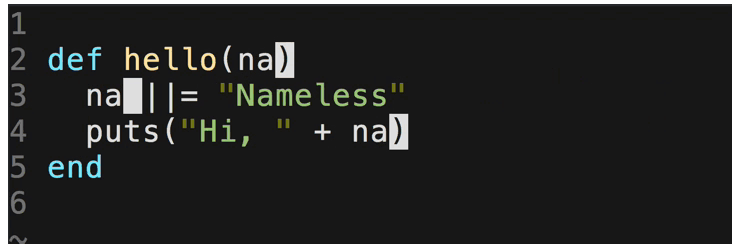 1
2 def hello(na)
3   na ||= "Nameless"
4   puts("Hi, " + na)
5 end
6
~